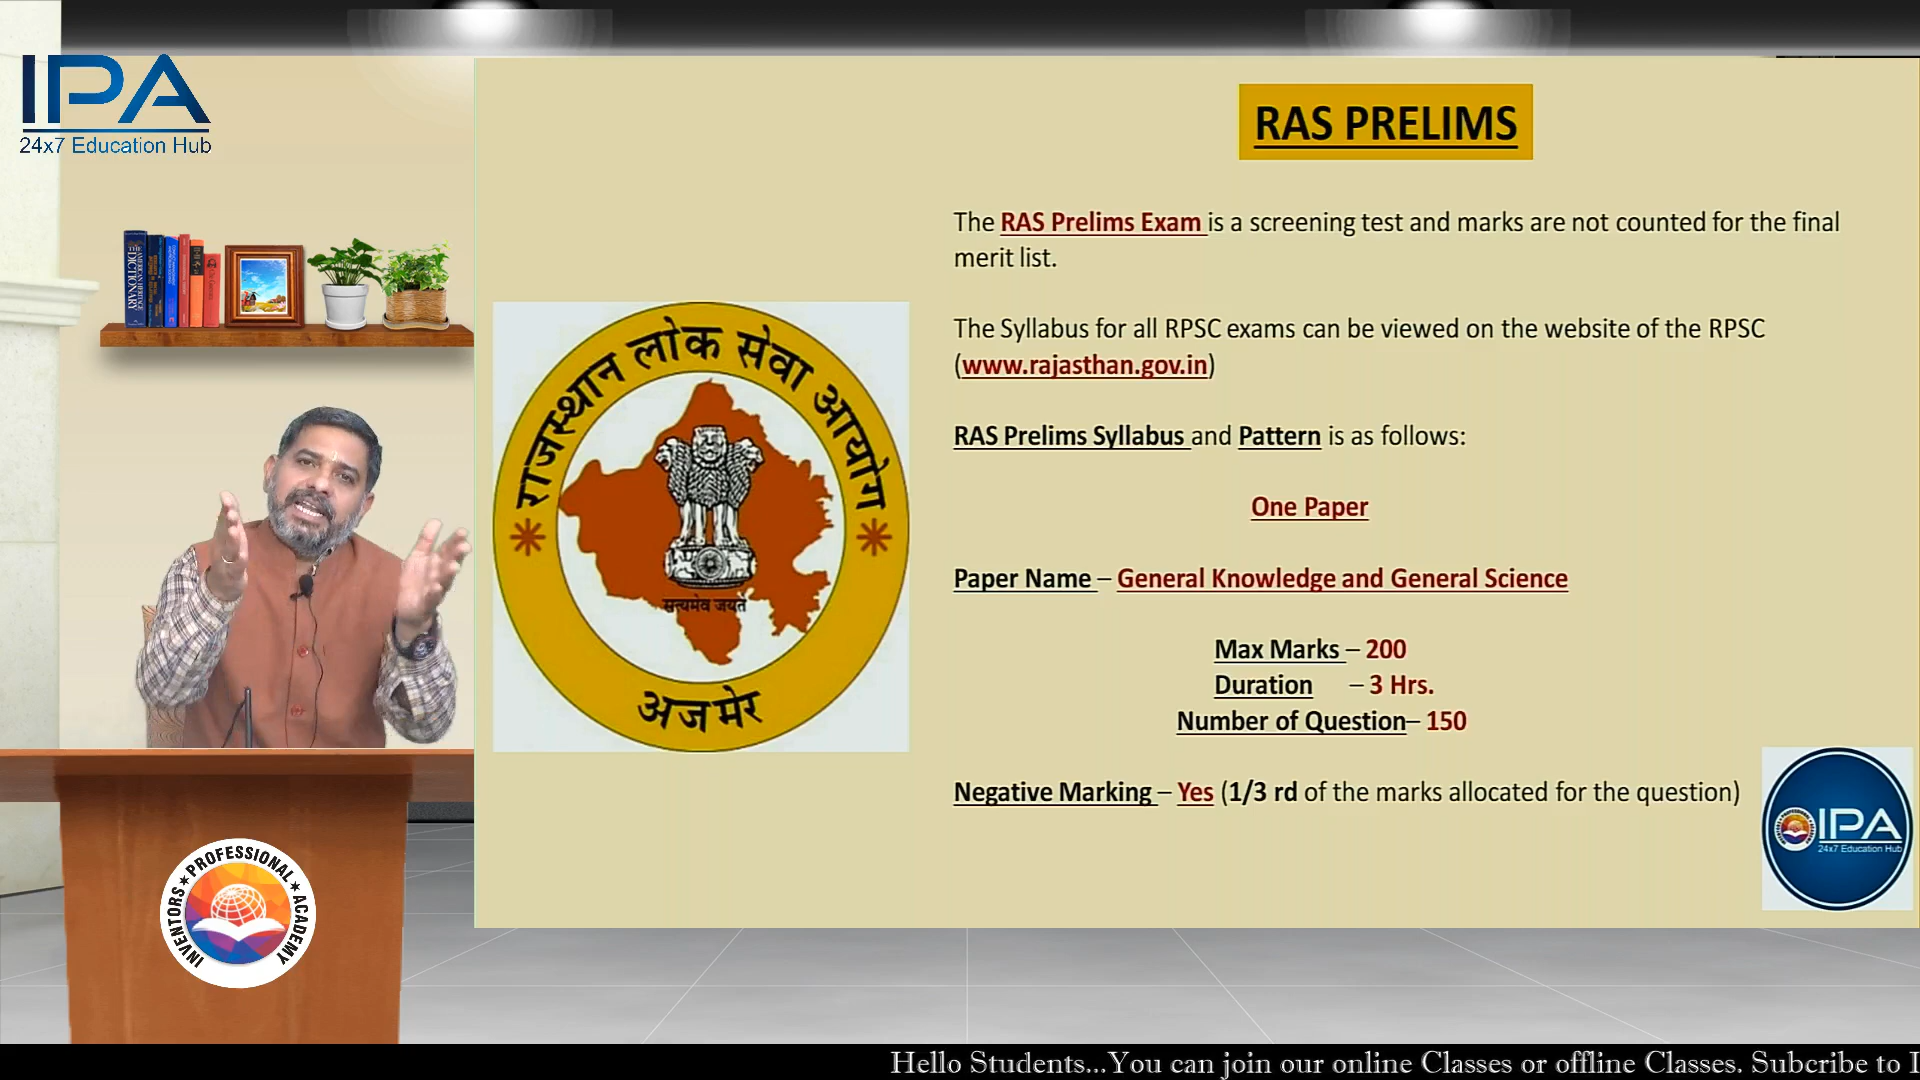 IPA
24x7 Education Hub
THE
AMERICAN HERITAGE
DICTIONARY
RAS PRELIMS
The RAS Prelims Exam is a screening test and marks are not counted for the final
merit list.
The Syllabus for all RPSC exams can be viewed on the website of the RPSC
(www.rajasthan.gov.in)
RAS Prelims Syllabus and Pattern is as follows:
One Paper
Paper Name – General Knowledge and General Science
Max Marks – 200
Duration – 3 Hrs.
Number of Question– 150
Negative Marking – Yes (1/3 rd of the marks allocated for the question)
राजस्थान लोक सेवा आयोग
सत्यमेव जयते
अजमेर
IPA
24x7 Education Hub
INVENTORS PROFESSIONAL ACADEMY
Hello Students...You can join our online Classes or offline Classes. Subcribe to